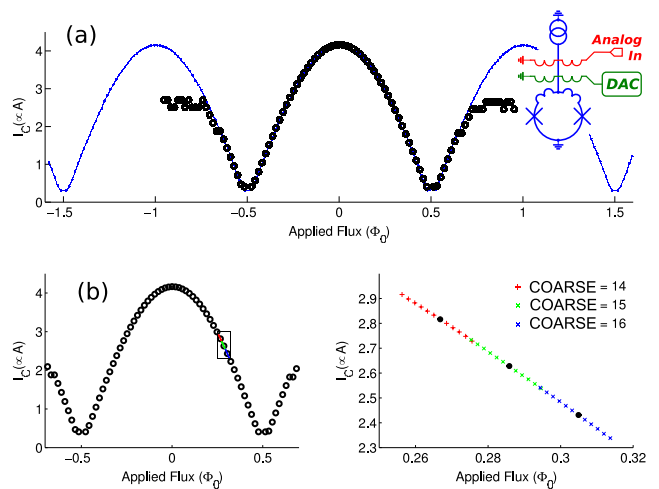 (a)
Analog
In
DAC
4
3
2
1
0
I_C(∝ A)
−1.5
−1
−0.5
0
0.5
1
1.5
Applied Flux (Φ_0)
(b)
4
3
2
1
0
I_C(∝ A)
−0.5
0
0.5
Applied Flux (Φ_0)
COARSE = 14
COARSE = 15
COARSE = 16
2.9
2.8
2.7
2.6
2.5
2.4
2.3
I_C(∝ A)
0.26
0.28
0.3
0.32
Applied Flux (Φ_0)